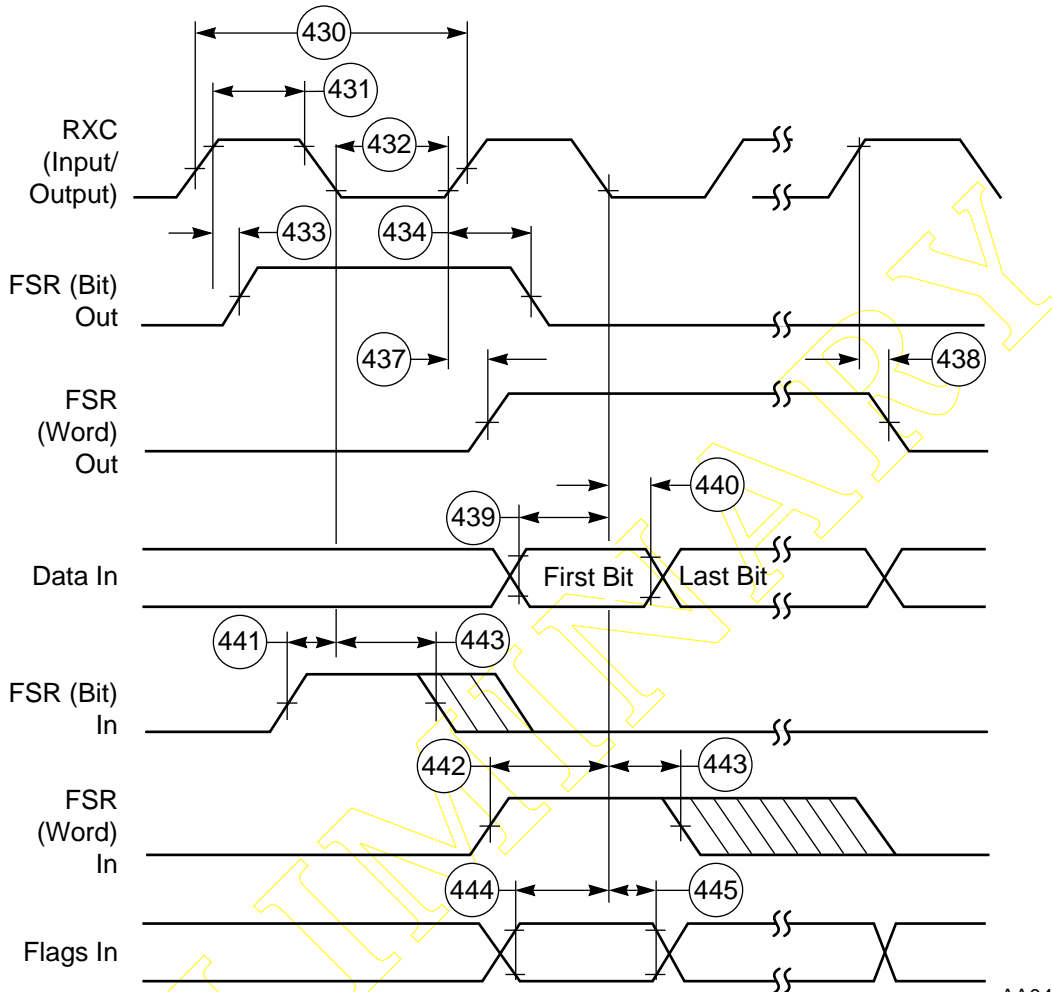 430
431
RXC
(Input/
Output)
432
433
434
FSR (Bit)
Out
437
438
FSR
(Word)
Out
439
440
Data In
First Bit
Last Bit
441
443
FSR (Bit)
In
442
443
FSR
(Word)
In
444
445
Flags In